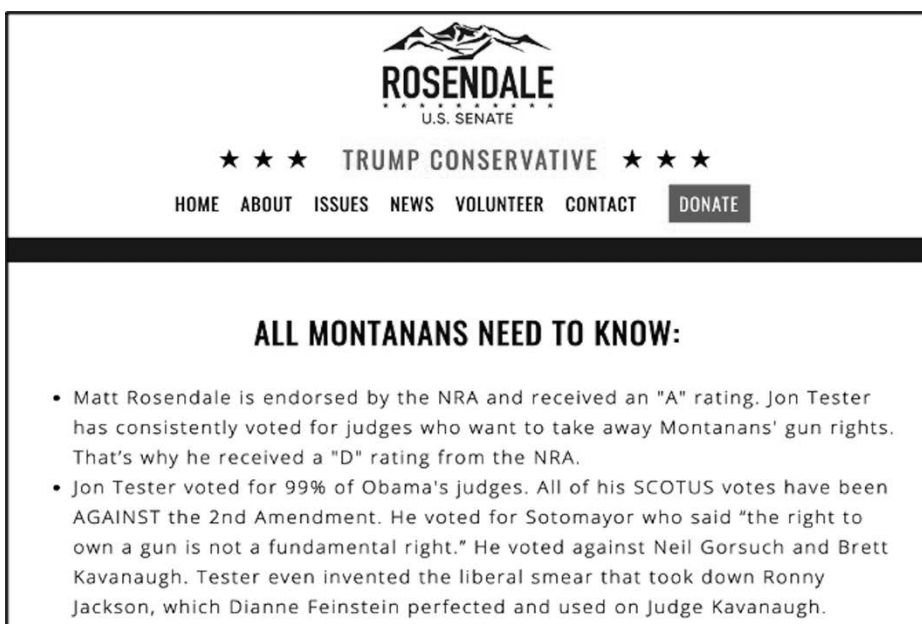 ROSENDALE
U.S. SENATE
★ ★ ★ TRUMP CONSERVATIVE ★ ★ ★
HOME ABOUT ISSUES NEWS VOLUNTEER CONTACT DONATE
ALL MONTANANS NEED TO KNOW:
• Matt Rosendale is endorsed by the NRA and received an "A" rating. Jon Tester
has consistently voted for judges who want to take away Montanans' gun rights.
That’s why he received a "D" rating from the NRA.
• Jon Tester voted for 99% of Obama's judges. All of his SCOTUS votes have been
AGAINST the 2nd Amendment. He voted for Sotomayor who said “the right to
own a gun is not a fundamental right.” He voted against Neil Gorsuch and Brett
Kavanaugh. Tester even invented the liberal smear that took down Ronny
Jackson, which Dianne Feinstein perfected and used on Judge Kavanaugh.